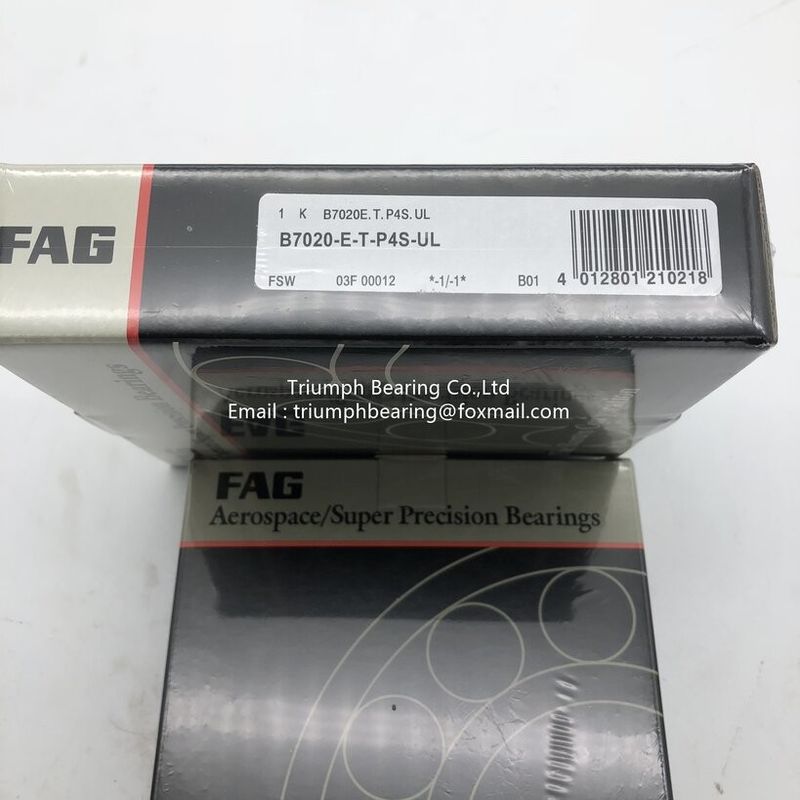 FAG
1 K B7020E.T.P4S.UL
B7020-E-T-P4S-UL
FSW 03F 00012 *-1/-1* B01
4 012801 210218
Triumph Bearing Co.,Ltd
Email : triumphbearing@foxmail.com
FAG
FAG
Aerospace/Super Precision Bearings